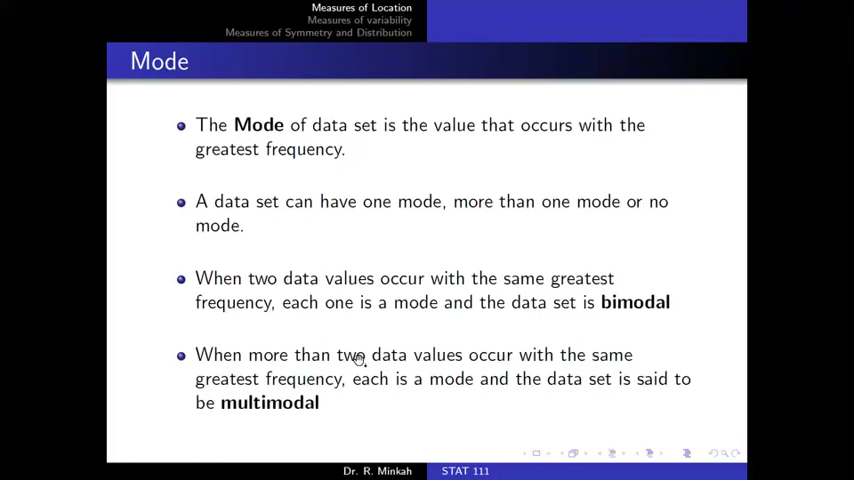 Measures of Location
Measures of variability
Measures of Symmetry and Distribution
Mode
The Mode of data set is the value that occurs with the
greatest frequency.
A data set can have one mode, more than one mode or no
mode.
When two data values occur with the same greatest
frequency, each one is a mode and the data set is bimodal
When more than two data values occur with the same
greatest frequency, each is a mode and the data set is said to
be multimodal
Dr. R. Minkah
STAT 111